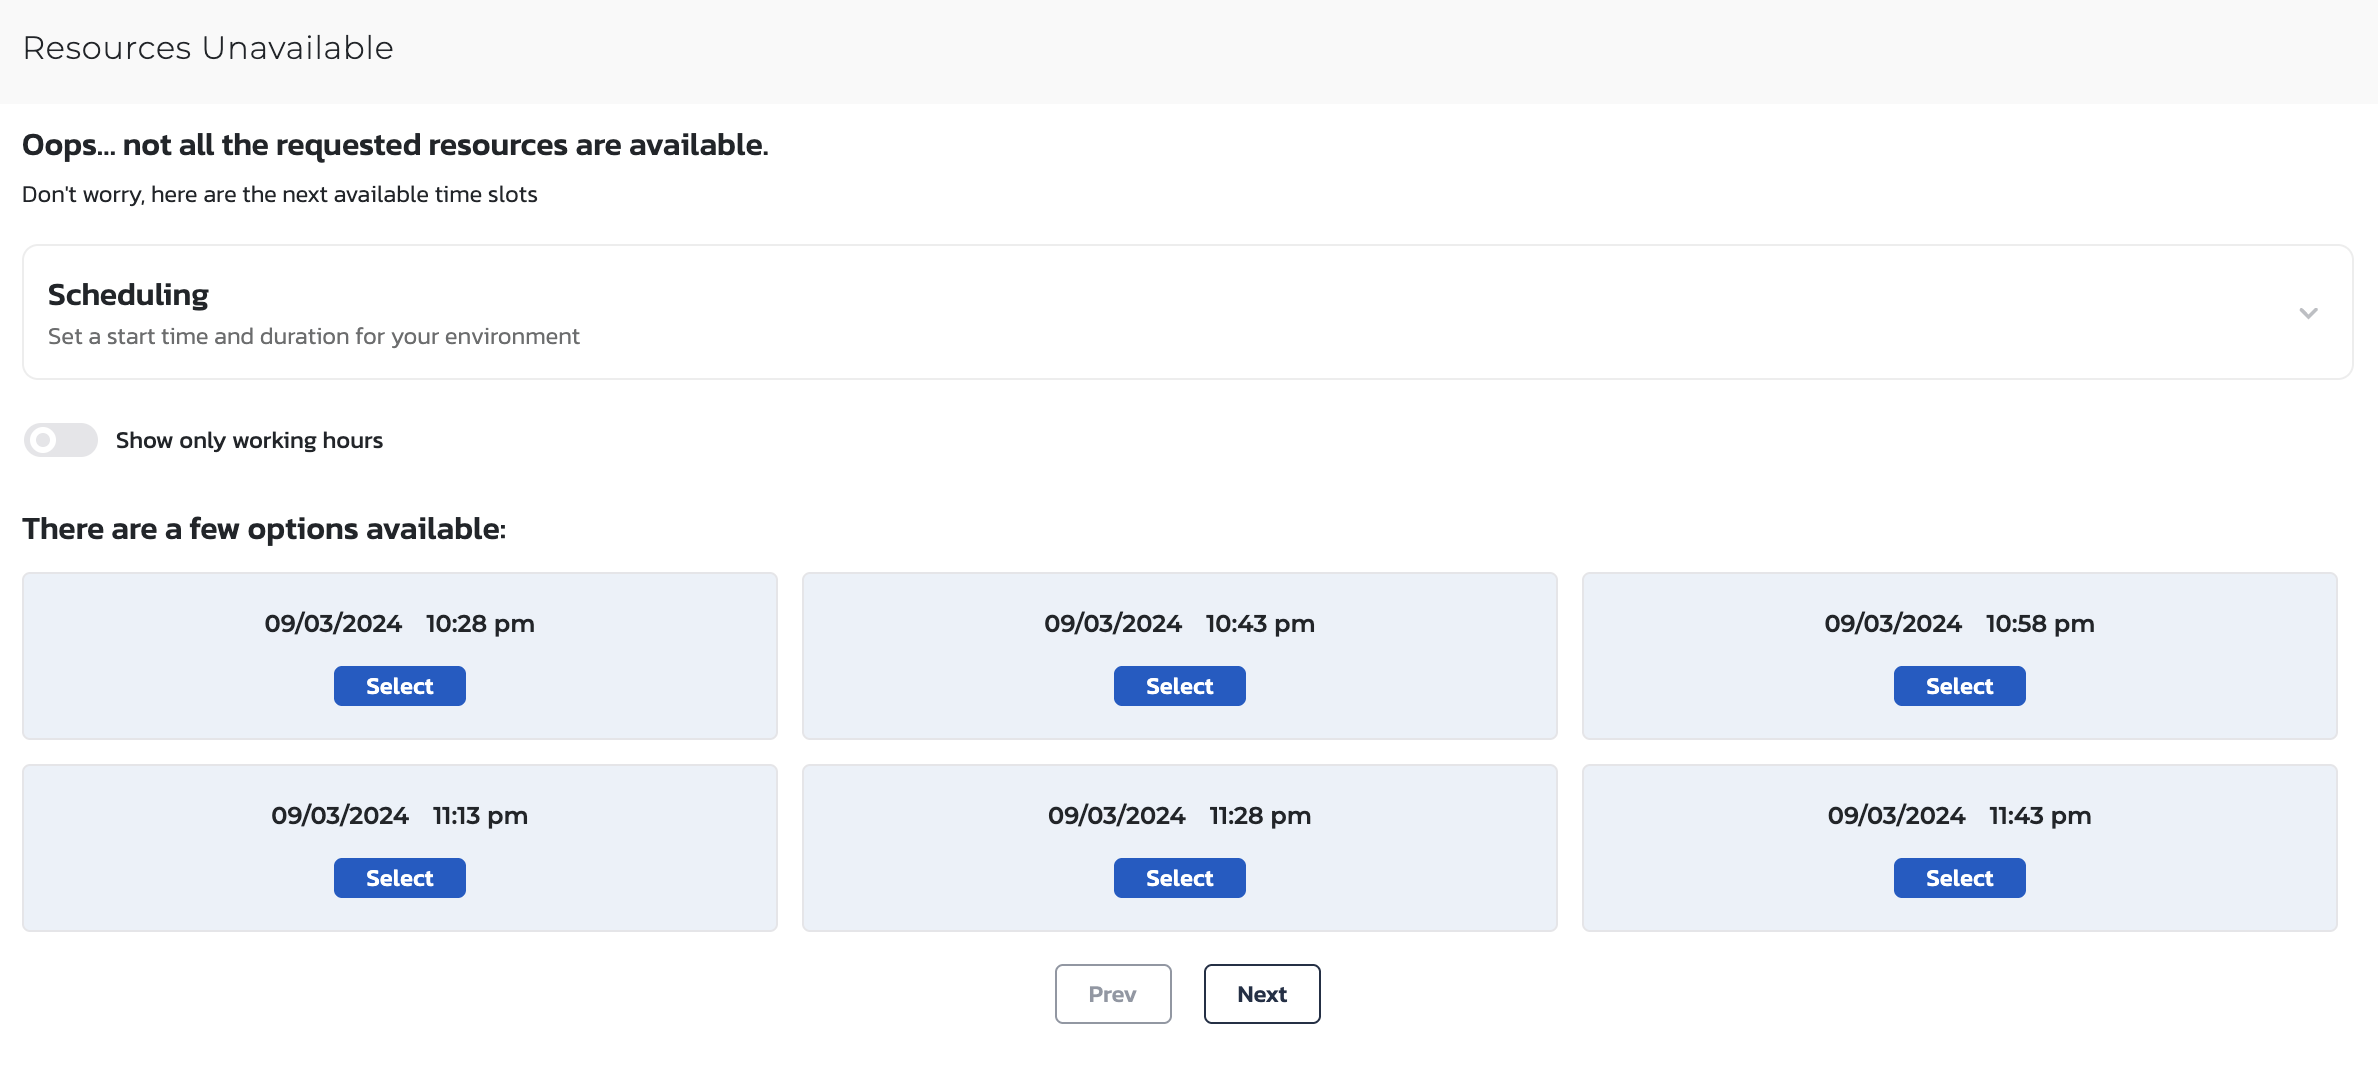 Resources Unavailable
Oops... not all the requested resources are available.
Don't worry, here are the next available time slots
Scheduling
Set a start time and duration for your environment
Show only working hours
There are a few options available:
09/03/2024 10:28 pm
Select
09/03/2024 10:43 pm
Select
09/03/2024 10:58 pm
Select
09/03/2024 11:13 pm
Select
09/03/2024 11:28 pm
Select
09/03/2024 11:43 pm
Select
Prev
Next